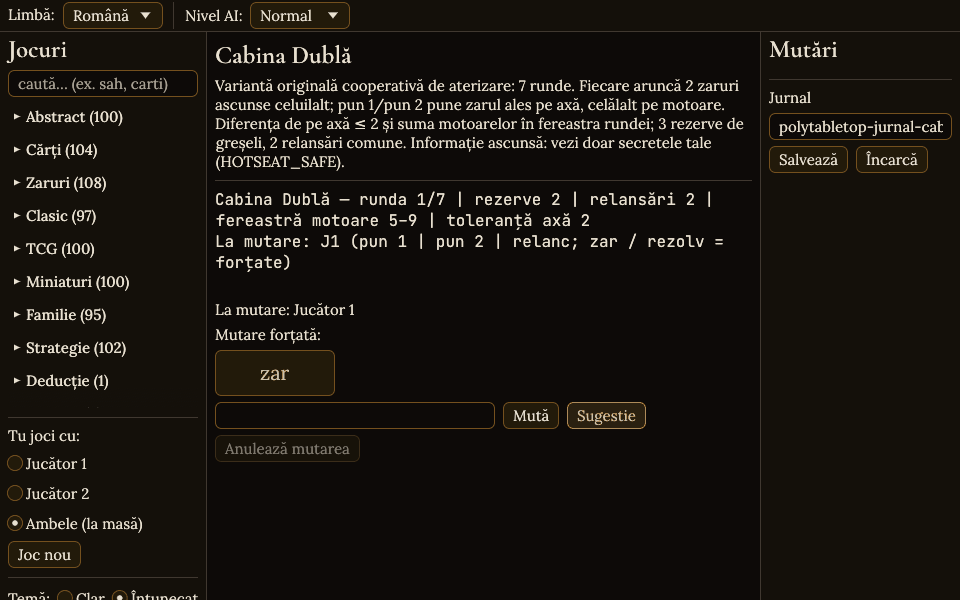 Limbă: Română ▼ Nivel AI: Normal ▼
Jocuri
caută... (ex. sah, carti)
▸ Abstract (100)
▸ Cărți (104)
▸ Zaruri (108)
▸ Clasic (97)
▸ TCG (100)
▸ Miniaturi (100)
▸ Familie (95)
▸ Strategie (102)
▸ Deducție (1)
Tu joci cu:
Jucător 1
Jucător 2
Ambele (la masă)
Joc nou
Temă: Clar Întunecat
Cabina Dublă
Variantă originală cooperativă de aterizare: 7 runde. Fiecare aruncă 2 zaruri
ascunse celuilalt; pun 1/pun 2 pune zarul ales pe axă, celălalt pe motoare.
Diferența de pe axă ≤ 2 și suma motoarelor în fereastra rundei; 3 rezerve de
greșeli, 2 relansări comune. Informație ascunsă: vezi doar secretele tale
(HOTSEAT_SAFE).
Cabina Dublă — runda 1/7 | rezerve 2 | relansări 2 |
fereastră motoare 5–9 | toleranță axă 2
La mutare: J1 (pun 1 | pun 2 | relanc; zar / rezolv =
forțate)
La mutare: Jucător 1
Mutare forțată:
zar
Mută Sugestie
Anulează mutarea
Mutări
Jurnal
polytabletop-jurnal-cab
Salvează Încarcă